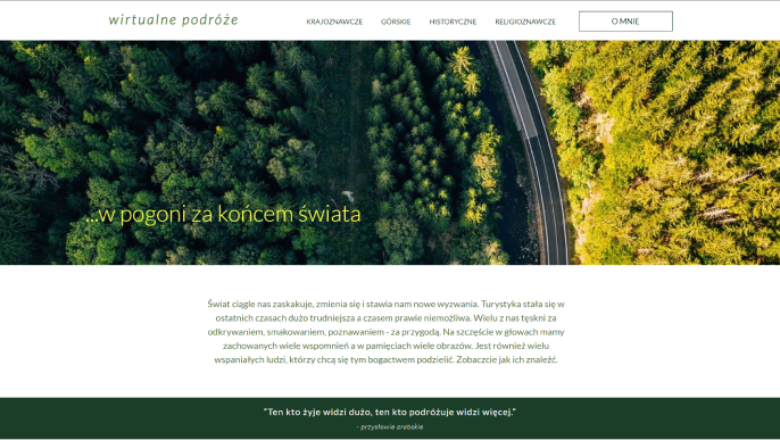 wirtualne podróże
KRAJOZNAWCZE GÓRSKIE HISTORYCZNE RELIGIOZNAWCZE O MNIE
...w pogoni za końcem świata
Świat ciągle nas zaskakuje, zmienia się i stawia nam nowe wyzwania. Turystyka stała się w
ostatnich czasach dużo trudniejsza a czasem prawie niemożliwa. Wielu z nas tęskni za
odkrywaniem, smakowaniem, poznawaniem - za przygodą. Na szczęście w głowach mamy
zachowanych wiele wspomnień a w pamięciach wiele obrazów. Jest również wielu
wspaniałych ludzi, którzy chcą się tym bogactwem podzielić. Zobaczcie jak ich znaleźć.
"Ten kto żyje widzi dużo, ten kto podróżuje widzi więcej."
- przysłowie arabskie